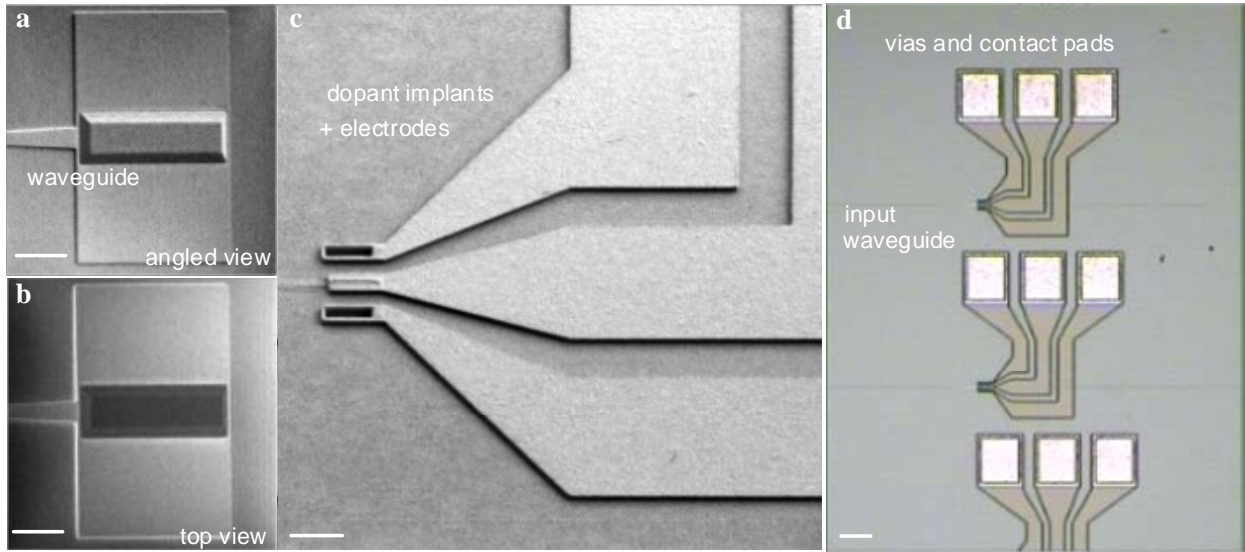 a
waveguide
angled view
b
top view
c
dopant implants
+ electrodes
d
vias and contact pads
input
waveguide